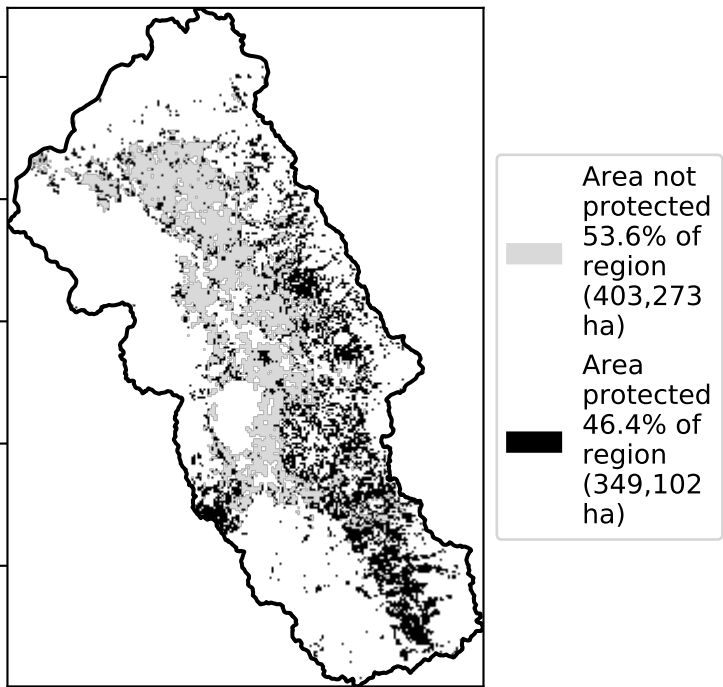 Area not
protected
53.6% of
region
(403,273
ha)
Area
protected
46.4% of
region
(349,102
ha)